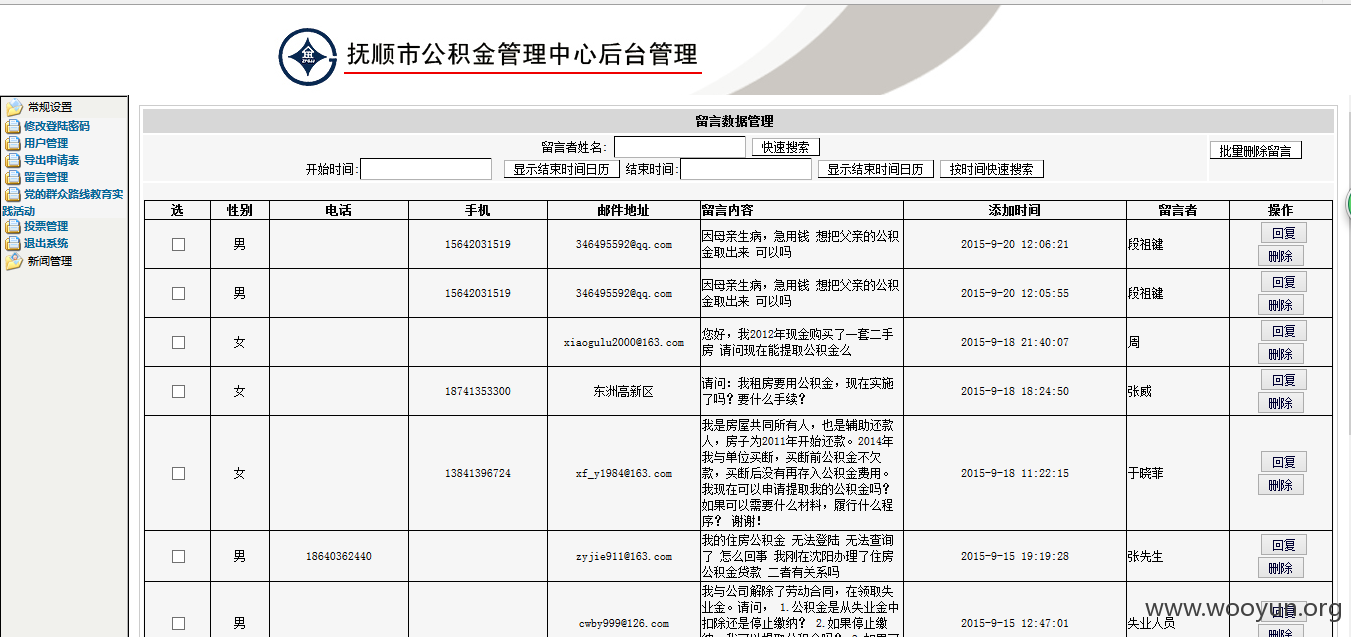 抚顺市公积金管理中心后台管理
常规设置
修改登陆密码
用户管理
导出申请表
留言管理
党的群众路线教育实
践活动
投票管理
退出系统
新闻管理
留言数据管理
留言者姓名: 快速搜索
开始时间: 显示结束时间日历 结束时间: 显示结束时间日历 按时间快速搜索
批量删除留言
选 性别 电话 手机 邮件地址 留言内容 添加时间 留言者 操作
男 15642031519 346495592@qq.com
因母亲生病，急用钱 想把父亲的公积
金取出来 可以吗
2015-9-20 12:06:21 段祖键
回复
删除
男 15642031519 346495592@qq.com
因母亲生病，急用钱 想把父亲的公积
金取出来 可以吗
2015-9-20 12:05:55 段祖键
回复
删除
女 xiaogulu2000@163.com
您好，我2012年现金购买了一套二手
房 请问现在能提取公积金么
2015-9-18 21:40:07 周
回复
删除
女 18741353300 东洲高新区
请问：我租房要用公积金，现在实施
了吗？要什么手续？
2015-9-18 18:24:50 张威
回复
删除
女 13841396724 xf_y1984@163.com
我是房屋共同所有人，也是辅助还款
人，房子为2011年开始还款。2014年
我与单位买断，买断前公积金不欠
款，买断后没有再存入公积金费用。
我现在可以申请提取我的公积金吗？
如果可以需要什么材料，履行什么程
序？ 谢谢！
2015-9-18 11:22:15 于晓菲
回复
删除
男 18640362440 zyjie911@163.com
我的住房公积金 无法登陆 无法查询
了 怎么回事 我刚在沈阳办理了住房
公积金贷款 二者有关系吗
2015-9-15 19:19:28 张先生
回复
删除
男 cwby999@126.com
我与公司解除了劳动合同，在领取失
业金。请问， 1.公积金是从失业金中
扣除还是停止缴纳？ 2.如果停止缴
2015-9-15 12:47:01 失业人员
回复
删除
www.wooyun.org